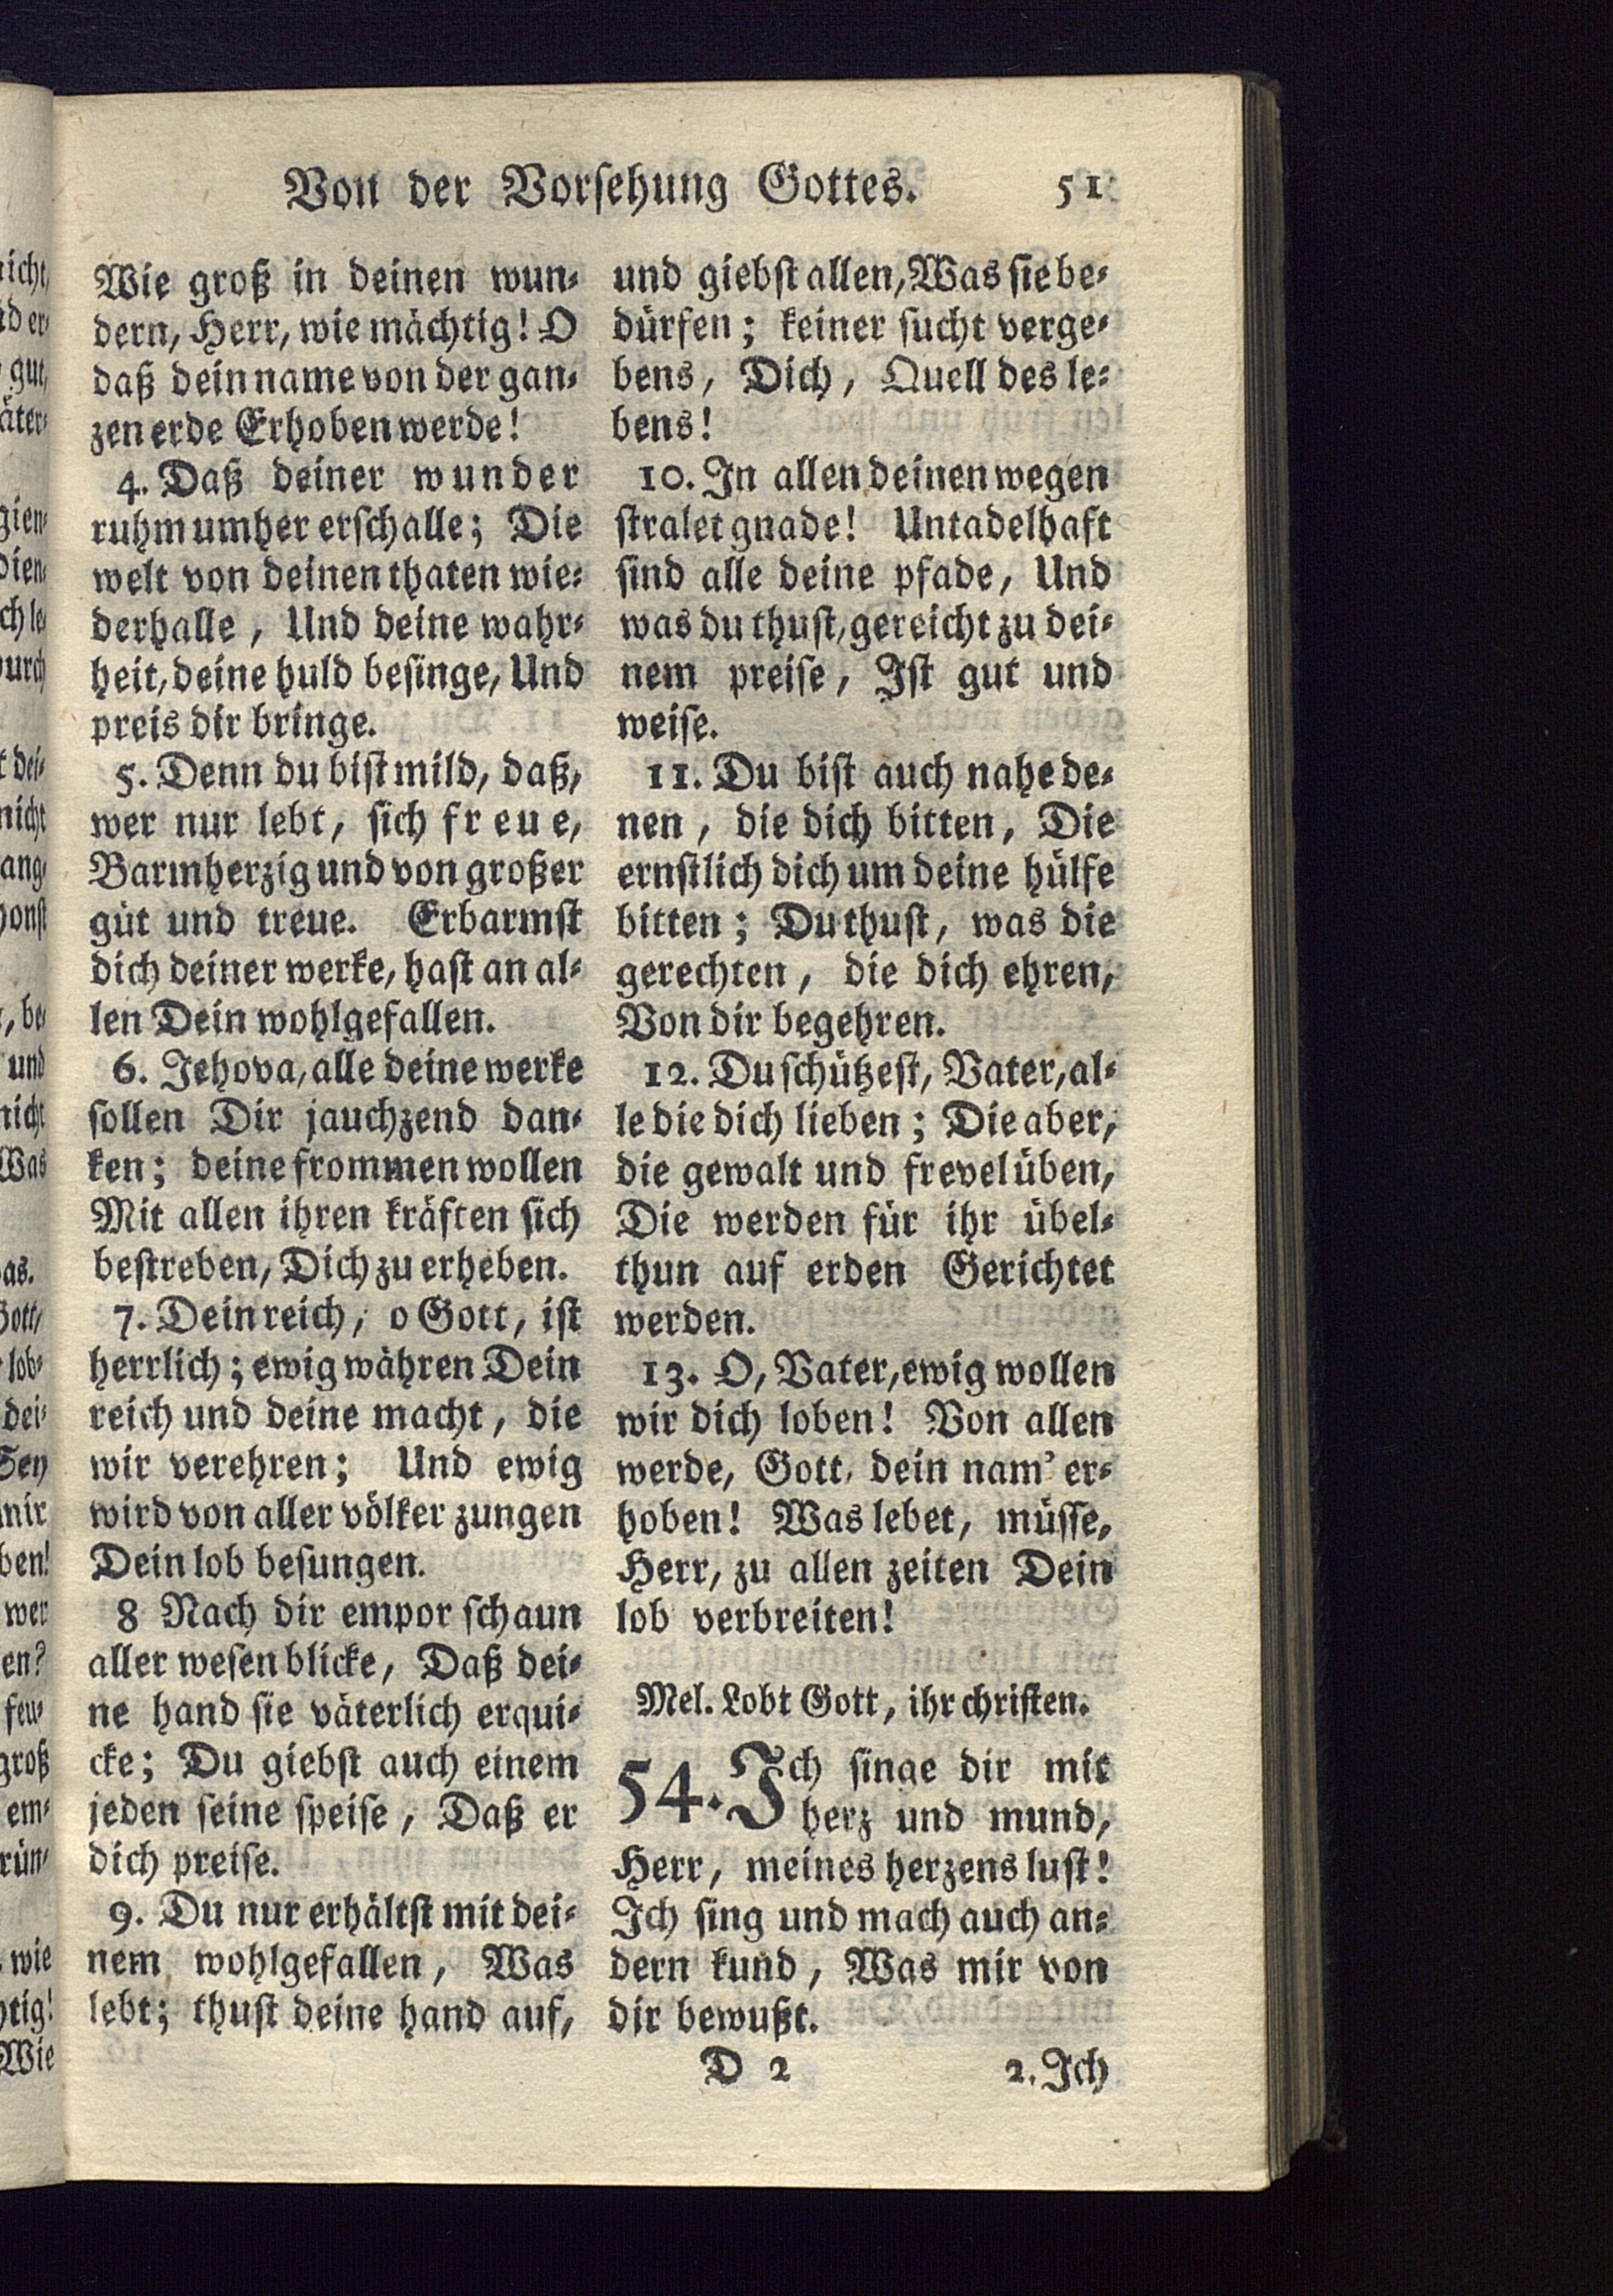 Von der Vorsehung Gottes. 51
Wie groß in deinen wun-
dern, Herr, wie mächtig! O
daß dein name von der gan-
zen erde Erhoben werde!
4. Daß deiner wunder
ruhm umher erschalle; Die
welt von deinen thaten wie-
derhalle, Und deine wahr-
heit, deine huld besinge, Und
preis dir bringe.
5. Denn du bist mild, daß,
wer nur lebt, sich freue,
Barmherzig und von großer
güt und treue. Erbarmst
dich deiner werke, hast an al-
len Dein wohlgefallen.
6. Jehova, alle deine werke
sollen Dir jauchzend dan-
ken; deine frommen wollen
Mit allen ihren kräften sich
bestreben, Dich zu erheben.
7. Dein reich, o Gott, ist
herrlich; ewig währen Dein
reich und deine macht, die
wir verehren; Und ewig
wird von aller völker zungen
Dein lob besungen.
8 Nach dir empor schaun
aller wesen blicke, Daß dei-
ne hand sie väterlich erqui-
cke; Du giebst auch einem
jeden seine speise, Daß er
dich preise.
9. Du nur erhältst mit dei-
nem wohlgefallen, Was
lebt; thust deine hand auf,
und giebst allen, Was sie be-
dürfen; keiner sucht verge-
bens, Dich, Quell des le-
bens!
10. In allen deinen wegen
stralet gnade! Untadelhaft
sind alle deine pfade, Und
was du thust, gereicht zu dei-
nem preise, Ist gut und
weise.
11. Du bist auch nahe de-
nen, die dich bitten, Die
ernstlich dich um deine hülfe
bitten; Du thust, was die
gerechten, die dich ehren,
Von dir begehren.
12. Du schützest, Vater, al-
le die dich lieben; Die aber,
die gewalt und frevel üben,
Die werden für ihr übel-
thun auf erden Gerichtet
werden.
13. O, Vater, ewig wollen
wir dich loben! Von allen
werde, Gott, dein nam' er-
hoben! Was lebet, müsse,
Herr, zu allen zeiten Dein
lob verbreiten!
Mel. Lobt Gott, ihr christen.
54. Ich singe dir mit
herz und mund,
Herr, meines herzens lust!
Ich sing und mach auch an-
dern kund, Was mir von
dir bewußt.
D 2 2. Ich